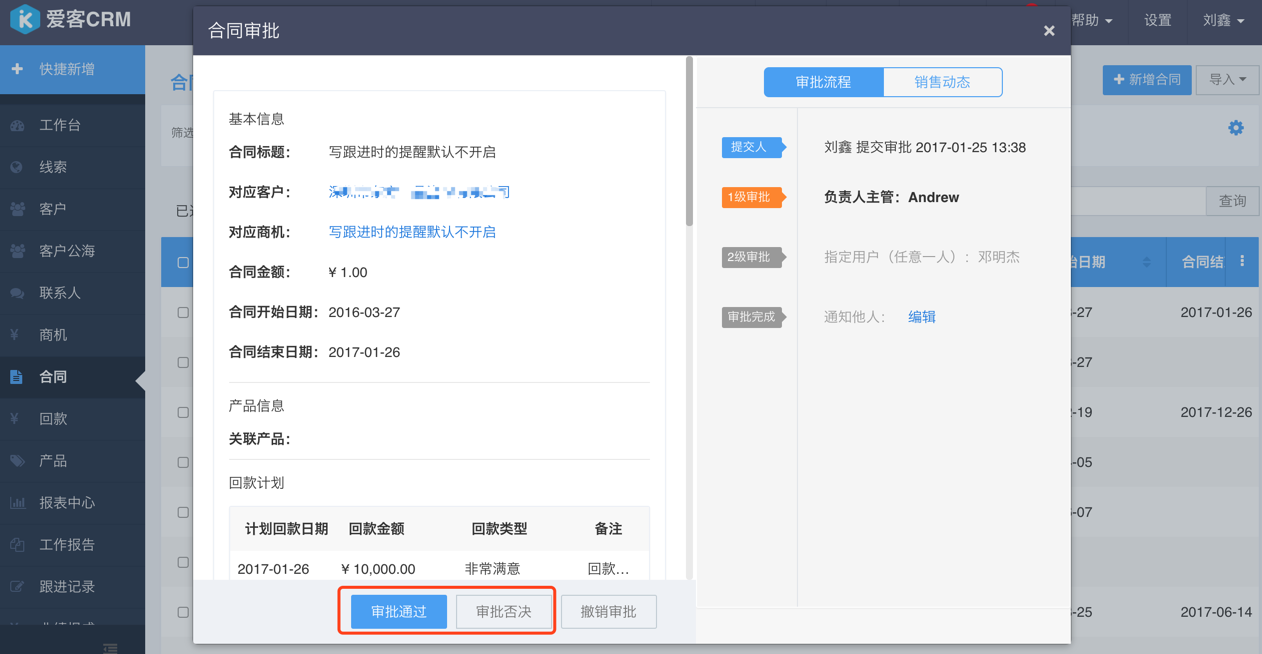 爱客CRM
帮助
设置
刘鑫
快捷新增
工作台
线索
客户
客户公海
联系人
商机
合同
回款
产品
报表中心
工作报告
跟进记录
新增合同
导入
查询
合同审批
×
基本信息
合同标题： 写跟进时的提醒默认不开启
对应客户：
对应商机： 写跟进时的提醒默认不开启
合同金额： ¥ 1.00
合同开始日期： 2016-03-27
合同结束日期： 2017-01-26
产品信息
关联产品：
回款计划
计划回款日期 回款金额 回款类型 备注
2017-01-26 ¥ 10,000.00 非常满意 回款...
审批通过 审批否决 撤销审批
审批流程 销售动态
提交人 刘鑫 提交审批 2017-01-25 13:38
1级审批 负责人主管：Andrew
2级审批 指定用户（任意一人）：邓明杰
审批完成 通知他人： 编辑
始日期 合同结
-27 2017-01-26
-27
-19 2017-12-26
-05
-07
-25 2017-06-14